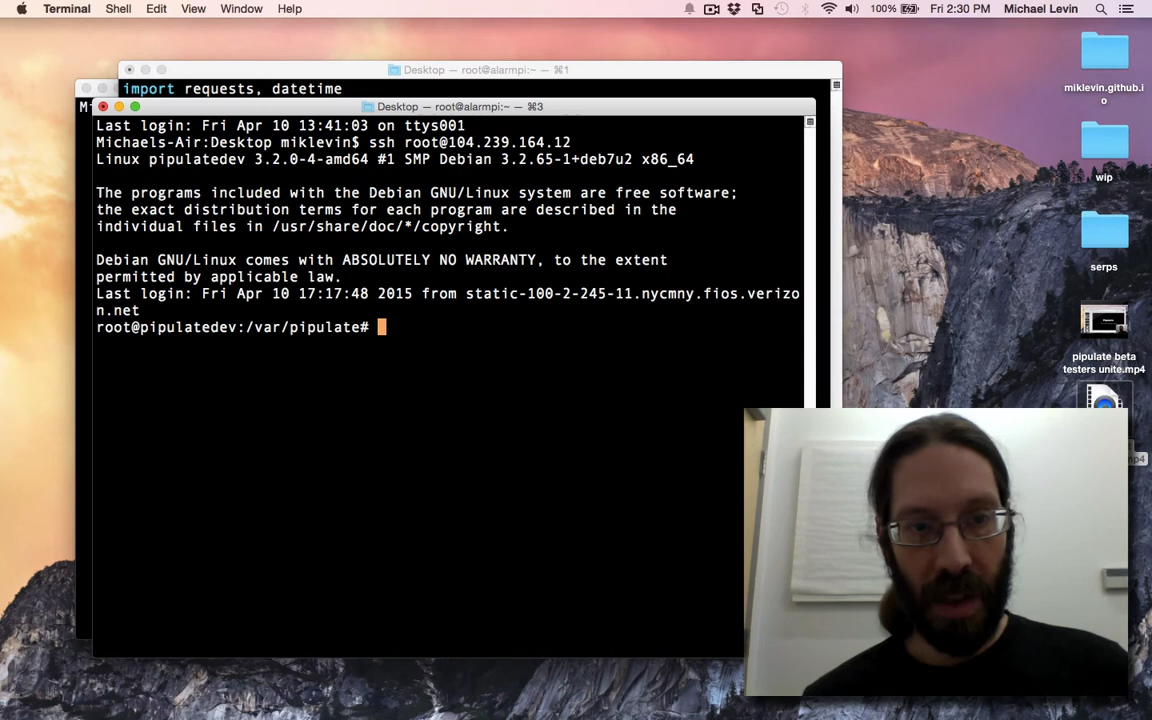 Terminal Shell Edit View Window Help
100% Fri 2:30 PM Michael Levin
Desktop — root@alarmpi:~ — ⌘1
import requests, datetime
Desktop — root@alarmpi:~ — ⌘3
Last login: Fri Apr 10 13:41:03 on ttys001
Michaels-Air:Desktop miklevin$ ssh root@104.239.164.12
Linux pipulatedev 3.2.0-4-amd64 #1 SMP Debian 3.2.65-1+deb7u2 x86_64
The programs included with the Debian GNU/Linux system are free software;
the exact distribution terms for each program are described in the
individual files in /usr/share/doc/*/copyright.
Debian GNU/Linux comes with ABSOLUTELY NO WARRANTY, to the extent
permitted by applicable law.
Last login: Fri Apr 10 17:17:48 2015 from static-100-2-245-11.nycmny.fios.verizo
n.net
root@pipulatedev:/var/pipulate#
miklevin.github.i
o
wip
serps
pipulate beta
testers unite.mp4
mp4